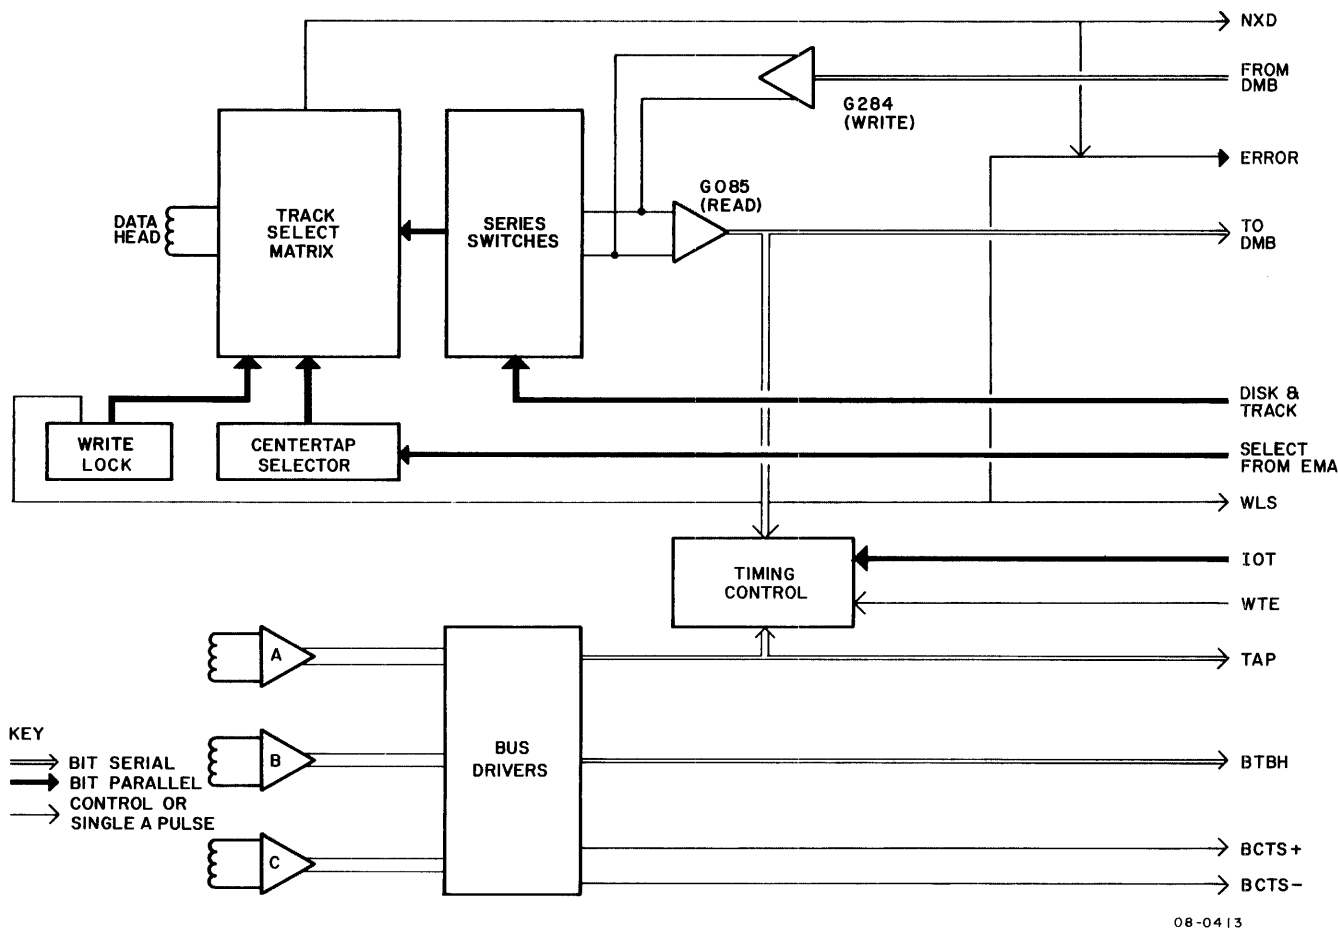 NXD
FROM
DMB
G284
(WRITE)
ERROR
G085
(READ)
DATA
HEAD
TRACK
SELECT
MATRIX
SERIES
SWITCHES
TO
DMB
DISK &
TRACK
WRITE
LOCK
CENTERTAP
SELECTOR
SELECT
FROM EMA
WLS
TIMING
CONTROL
IOT
WTE
A
TAP
KEY
BIT SERIAL
BIT PARALLEL
CONTROL OR
SINGLE A PULSE
B
BUS
DRIVERS
BTBH
C
BCTS+
BCTS-
08-0413